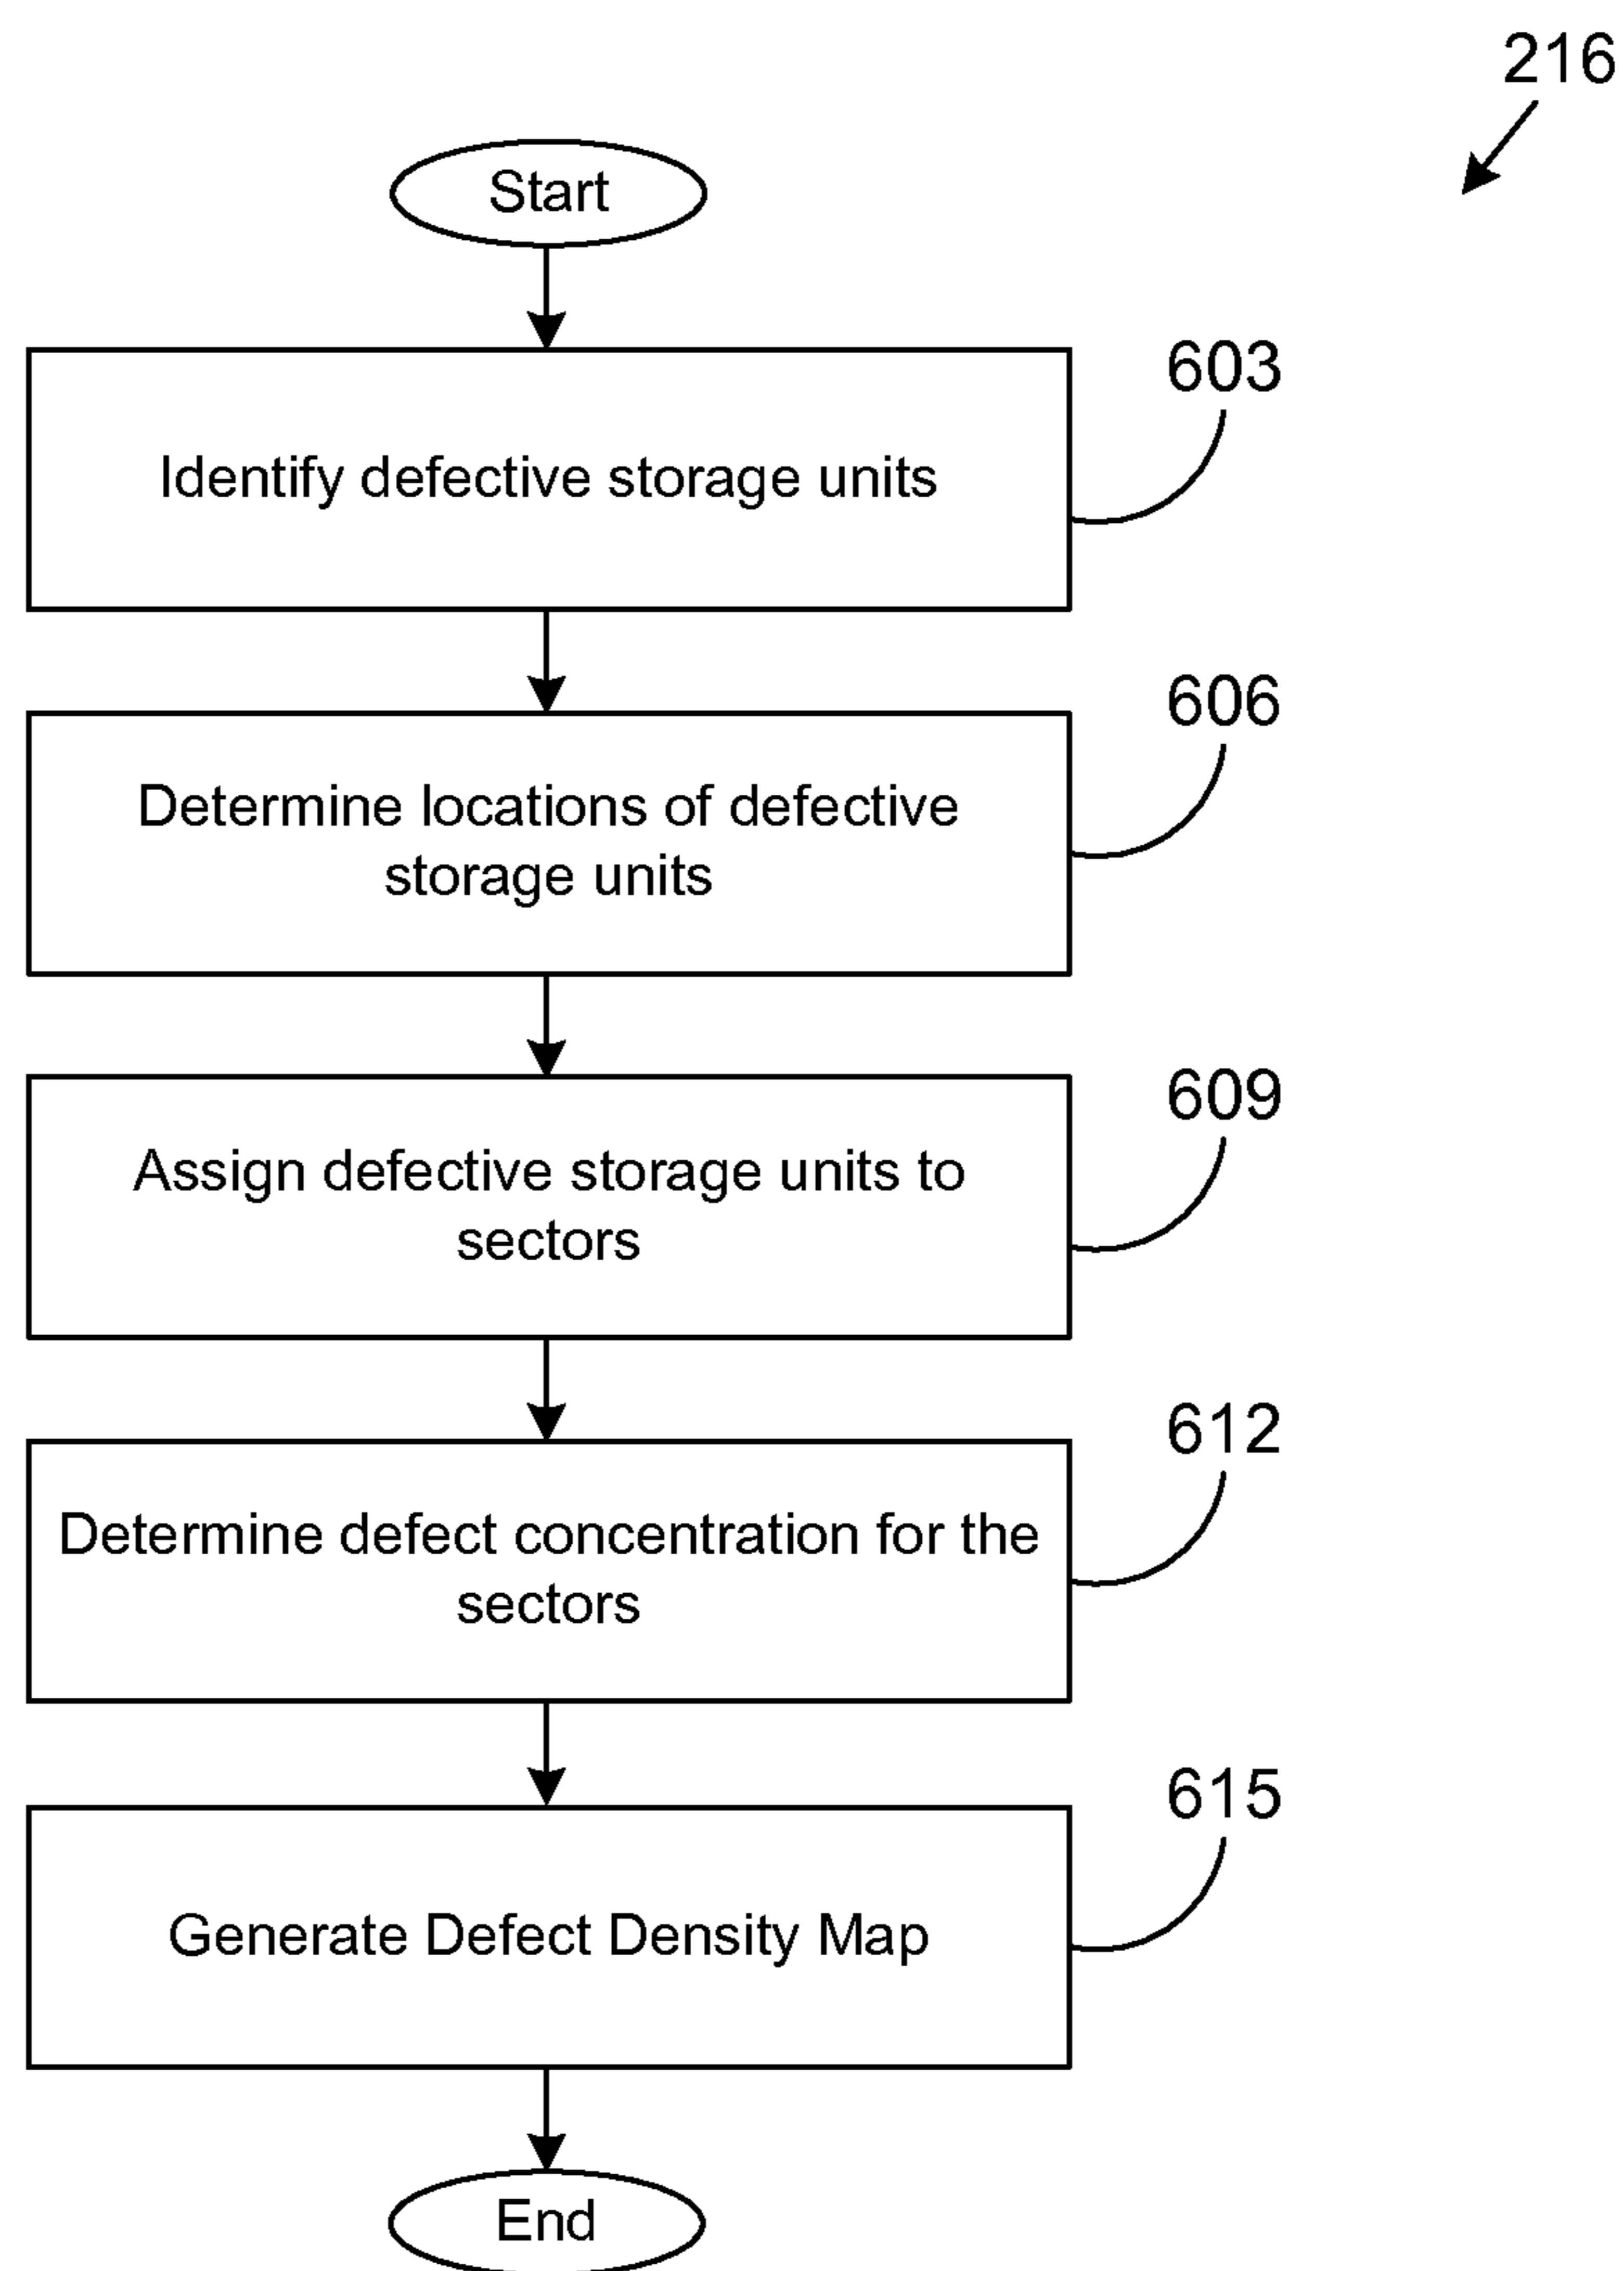 216
Start
603
Identify defective storage units
606
Determine locations of defective
storage units
609
Assign defective storage units to
sectors
612
Determine defect concentration for the
sectors
615
Generate Defect Density Map
End